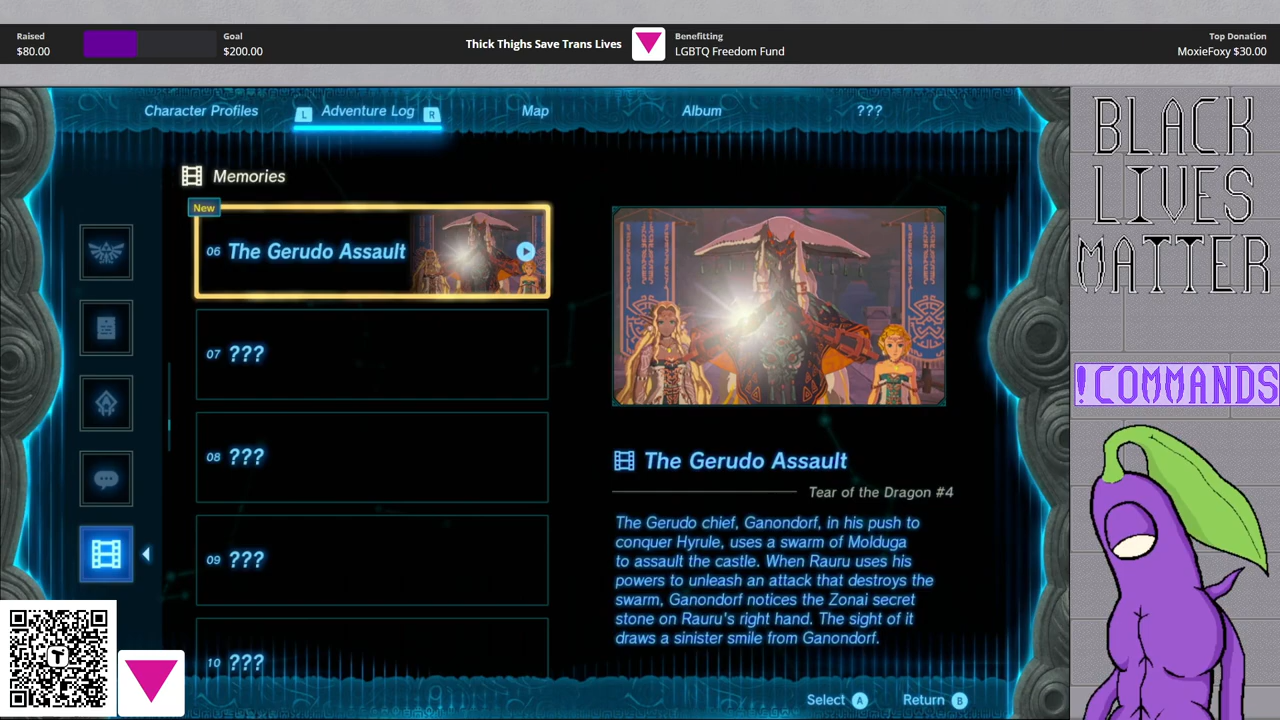 Raised
$80.00
Goal
$200.00
Thick Thighs Save Trans Lives
Benefitting
LGBTQ Freedom Fund
Top Donation
MoxieFoxy $30.00
Character Profiles
L Adventure Log R
Map
Album
???
Memories
New
06 The Gerudo Assault
07 ???
08 ???
09 ???
10 ???
The Gerudo Assault
Tear of the Dragon #4
The Gerudo chief, Ganondorf, in his push to
conquer Hyrule, uses a swarm of Molduga
to assault the castle. When Rauru uses his
powers to unleash an attack that destroys the
swarm, Ganondorf notices the Zonai secret
stone on Rauru's right hand. The sight of it
draws a sinister smile from Ganondorf.
Select A
Return B
BLACK
LIVES
MATTER
!COMMANDS